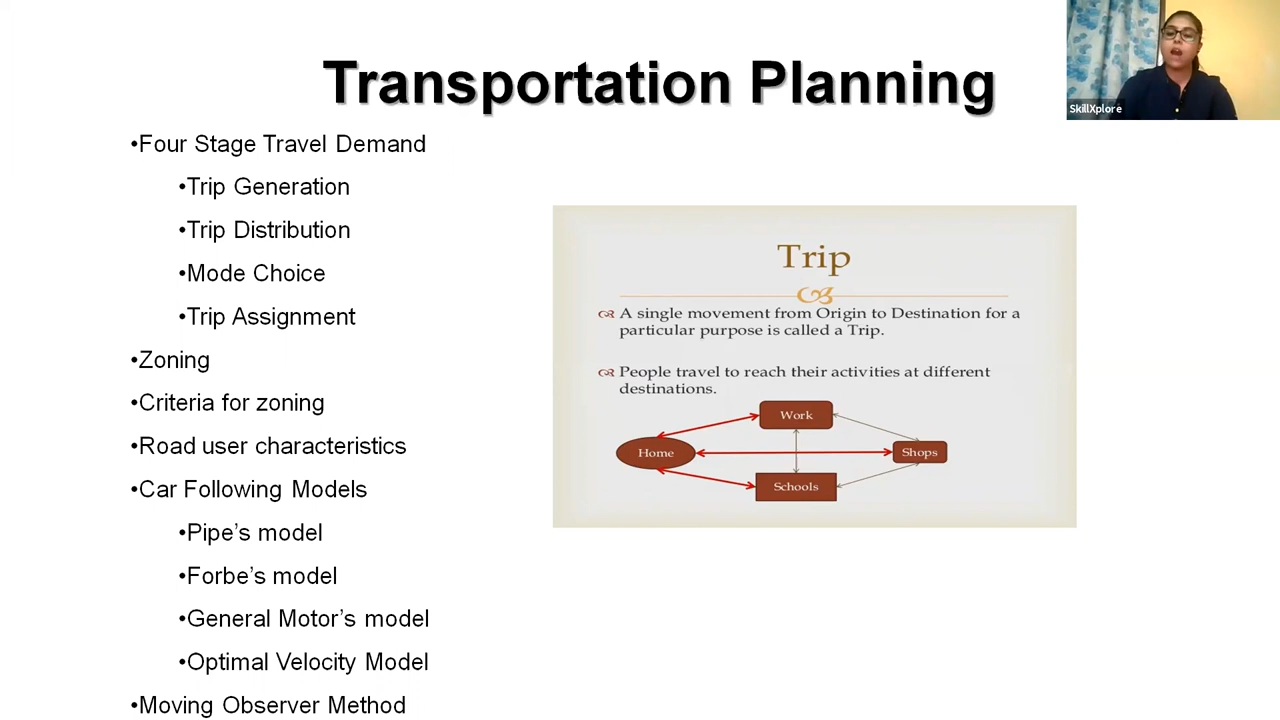 Transportation Planning
SkillXplore
•Four Stage Travel Demand
•Trip Generation
•Trip Distribution
•Mode Choice
•Trip Assignment
•Zoning
•Criteria for zoning
•Road user characteristics
•Car Following Models
•Pipe’s model
•Forbe’s model
•General Motor’s model
•Optimal Velocity Model
•Moving Observer Method
Trip
A single movement from Origin to Destination for a
particular purpose is called a Trip.
People travel to reach their activities at different
destinations.
Work
Home
Shops
Schools